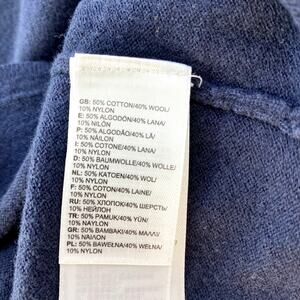 GB: 50% COTTON/40% WOOL/
10% NYLON
E: 50% ALGODÓN/40% LANA/
10% NILÓN
P: 50% ALGODÃO/40% LÃ/
10% NÁILON
I: 50% COTONE/40% LANA/
10% NYLON
D: 50% BAUMWOLLE/40% WOLLE/
10% NYLON
NL: 50% KATOEN/40% WOL/
10% NYLON
F: 50% COTON/40% LAINE/
10% NYLON
RU: 50% ХЛОПОК/40% ШЕРСТЬ/
10% НЕЙЛОН
TR: 50% PAMUK/40% YÜN/
10% NAYLON
GR: 50% ΒΑΜΒΑΚΙ/40% ΜΑΛΛΙ/
10% ΝΑΪΛΟΝ
PL: 50% BAWEŁNA/40% WEŁNA/
10% NYLON